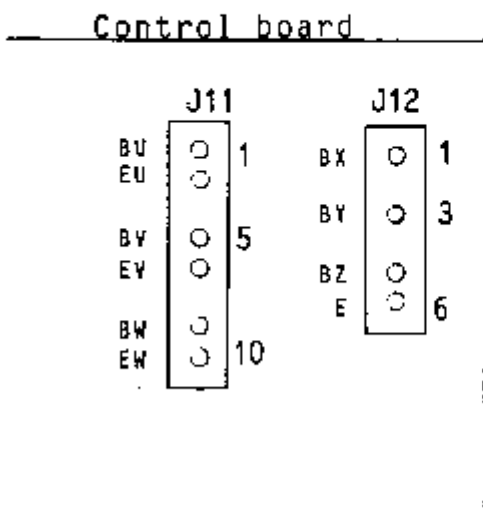 Control board
J11 J12
BU 1
EU
BV 5
EV
BW
EW 10
BX 1
BY 3
BZ
E 6